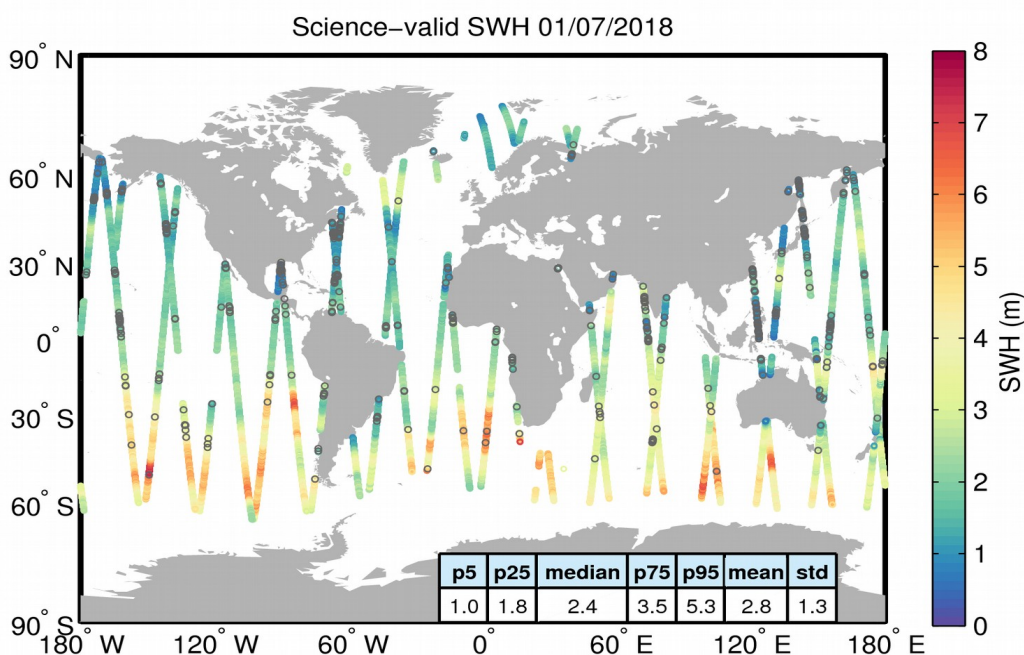 Science−valid SWH 01/07/2018
90° N
60° N
30° N
0°
30° S
60° S
90° S
180° W 120° W 60° W 0° 60° E 120° E 180° E
p5 p25 median p75 p95 mean std
1.0 1.8 2.4 3.5 5.3 2.8 1.3
8
7
6
5
4
3
2
1
0
SWH (m)